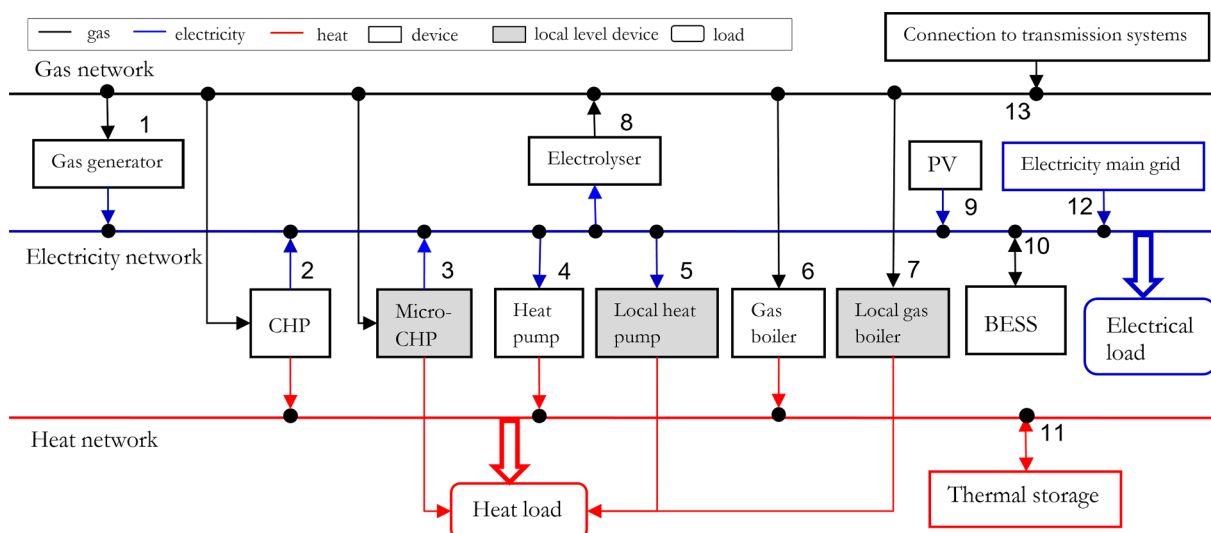 gas
electricity
heat
device
local level device
load
Connection to transmission systems
Gas network
13
1
8
Gas generator
Electrolyser
PV
Electricity main grid
9
12
Electricity network
2
3
4
5
6
7
10
CHP
Micro-
CHP
Heat
pump
Local heat
pump
Gas
boiler
Local gas
boiler
BESS
Electrical
load
Heat network
11
Heat load
Thermal storage